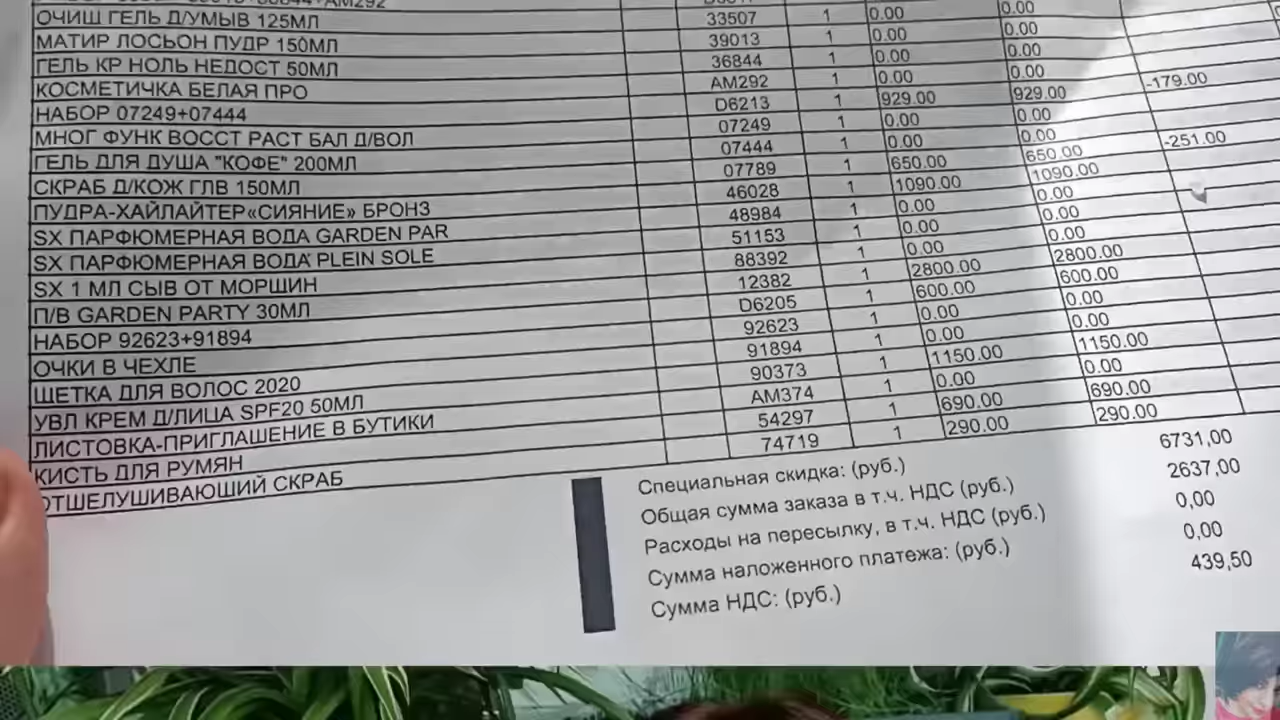 +AM292
ОЧИЩ ГЕЛЬ Д/УМЫВ 125МЛ 33507 1 0.00 0.00
МАТИР ЛОСЬОН ПУДР 150МЛ 39013 1 0.00 0.00
ГЕЛЬ КР НОЛЬ НЕДОСТ 50МЛ 36844 1 0.00 0.00
КОСМЕТИЧКА БЕЛАЯ ПРО AM292 1 0.00 0.00
НАБОР 07249+07444 D6213 1 929.00 929.00 -179.00
МНОГ ФУНК ВОССТ РАСТ БАЛ Д/ВОЛ 07249 1 0.00 0.00
ГЕЛЬ ДЛЯ ДУША "КОФЕ" 200МЛ 07444 1 0.00 0.00
СКРАБ Д/КОЖ ГЛВ 150МЛ 07789 1 650.00 650.00 -251.00
ПУДРА-ХАЙЛАЙТЕР«СИЯНИЕ» БРОНЗ 46028 1 1090.00 1090.00
SX ПАРФЮМЕРНАЯ ВОДА GARDEN PAR 48984 1 0.00 0.00
SX ПАРФЮМЕРНАЯ ВОДА PLEIN SOLE 51153 1 0.00 0.00
SX 1 МЛ СЫВ ОТ МОРЩИН 88392 1 0.00 0.00
П/В GARDEN PARTY 30МЛ 12382 1 2800.00 2800.00
НАБОР 92623+91894 D6205 1 600.00 600.00
ОЧКИ В ЧЕХЛЕ 92623 1 0.00 0.00
ЩЕТКА ДЛЯ ВОЛОС 2020 91894 1 0.00 0.00
УВЛ КРЕМ Д/ЛИЦА SPF20 50МЛ 90373 1 1150.00 1150.00
ЛИСТОВКА-ПРИГЛАШЕНИЕ В БУТИКИ AM374 1 0.00 0.00
КИСТЬ ДЛЯ РУМЯН 54297 1 690.00 690.00
ОТШЕЛУШИВАЮЩИЙ СКРАБ 74719 1 290.00 290.00
Специальная скидка: (руб.) 6731,00
Общая сумма заказа в т.ч. НДС (руб.) 2637,00
Расходы на пересылку, в т.ч. НДС (руб.) 0,00
Сумма наложенного платежа: (руб.) 0,00
Сумма НДС: (руб.) 439,50